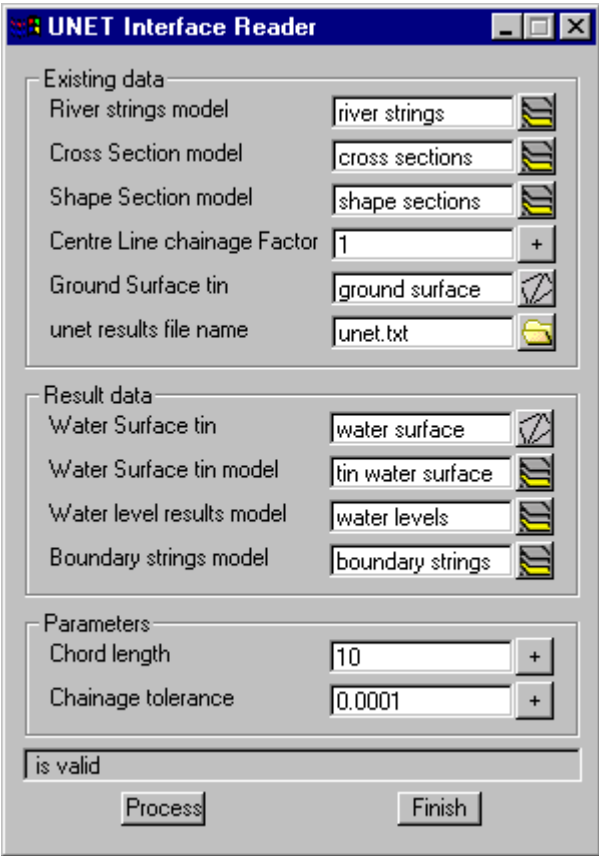 UNET Interface Reader
Existing data
River strings model river strings
Cross Section model cross sections
Shape Section model shape sections
Centre Line chainage Factor 1 +
Ground Surface tin ground surface
unet results file name unet.txt
Result data
Water Surface tin water surface
Water Surface tin model tin water surface
Water level results model water levels
Boundary strings model boundary strings
Parameters
Chord length 10 +
Chainage tolerance 0.0001 +
is valid
Process Finish